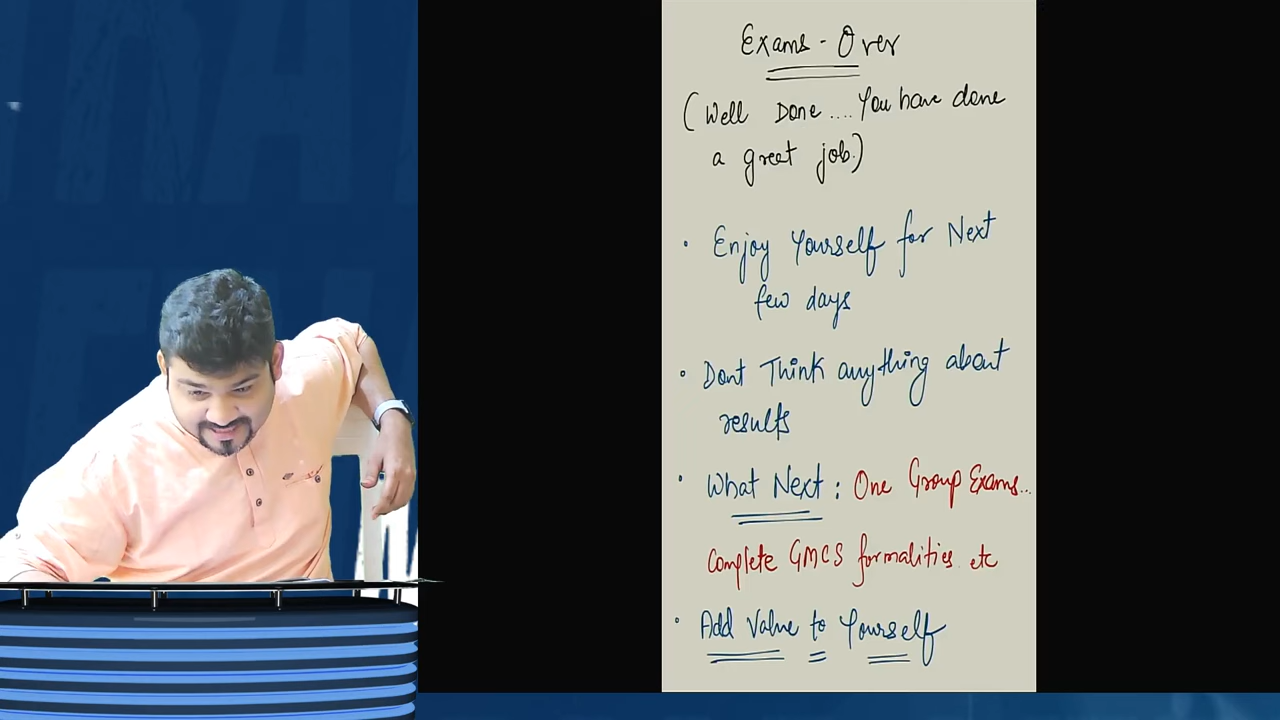 Exams - Over
(Well Done .... You have done
a great job.)
• Enjoy Yourself for Next
few days
• Dont Think anything about
results
• What Next : One Group Exams...
Complete GMCS formalities etc
• Add Value to Yourself